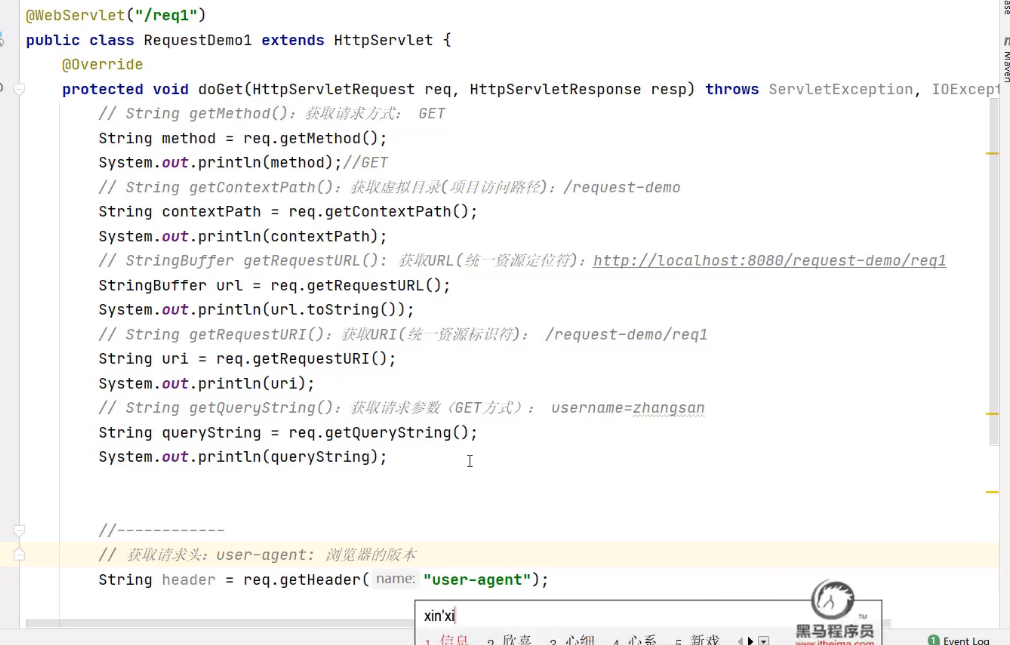 @WebServlet("/req1")
public class RequestDemo1 extends HttpServlet {
@Override
protected void doGet(HttpServletRequest req, HttpServletResponse resp) throws ServletException, IOExcept
// String getMethod()：获取请求方式： GET
String method = req.getMethod();
System.out.println(method);//GET
// String getContextPath()：获取虚拟目录(项目访问路径)：/request-demo
String contextPath = req.getContextPath();
System.out.println(contextPath);
// StringBuffer getRequestURL(): 获取URL(统一资源定位符)：http://localhost:8080/request-demo/req1
StringBuffer url = req.getRequestURL();
System.out.println(url.toString());
// String getRequestURI()：获取URI(统一资源标识符)： /request-demo/req1
String uri = req.getRequestURI();
System.out.println(uri);
// String getQueryString()：获取请求参数（GET方式）： username=zhangsan
String queryString = req.getQueryString();
System.out.println(queryString);
//------------
// 获取请求头：user-agent: 浏览器的版本
String header = req.getHeader( name: "user-agent");
xin'xi
1. 信息 2. 欣喜 3. 心细 4. 心系 5. 新戏
黑马程序员
TM
www.itheima.com
1 Event Log
Maven